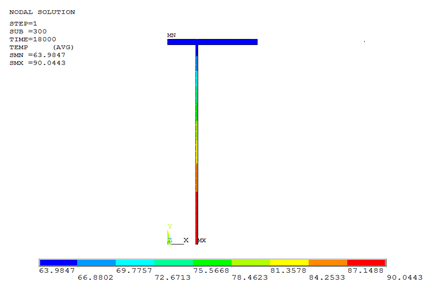 NODAL SOLUTION
STEP=1
SUB =300
TIME=18000
TEMP (AVG)
SMN =63.9847
SMX =90.0443
MN
Y
Z X MX
63.9847 69.7757 75.5668 81.3578 87.1488
66.8802 72.6713 78.4623 84.2533 90.0443